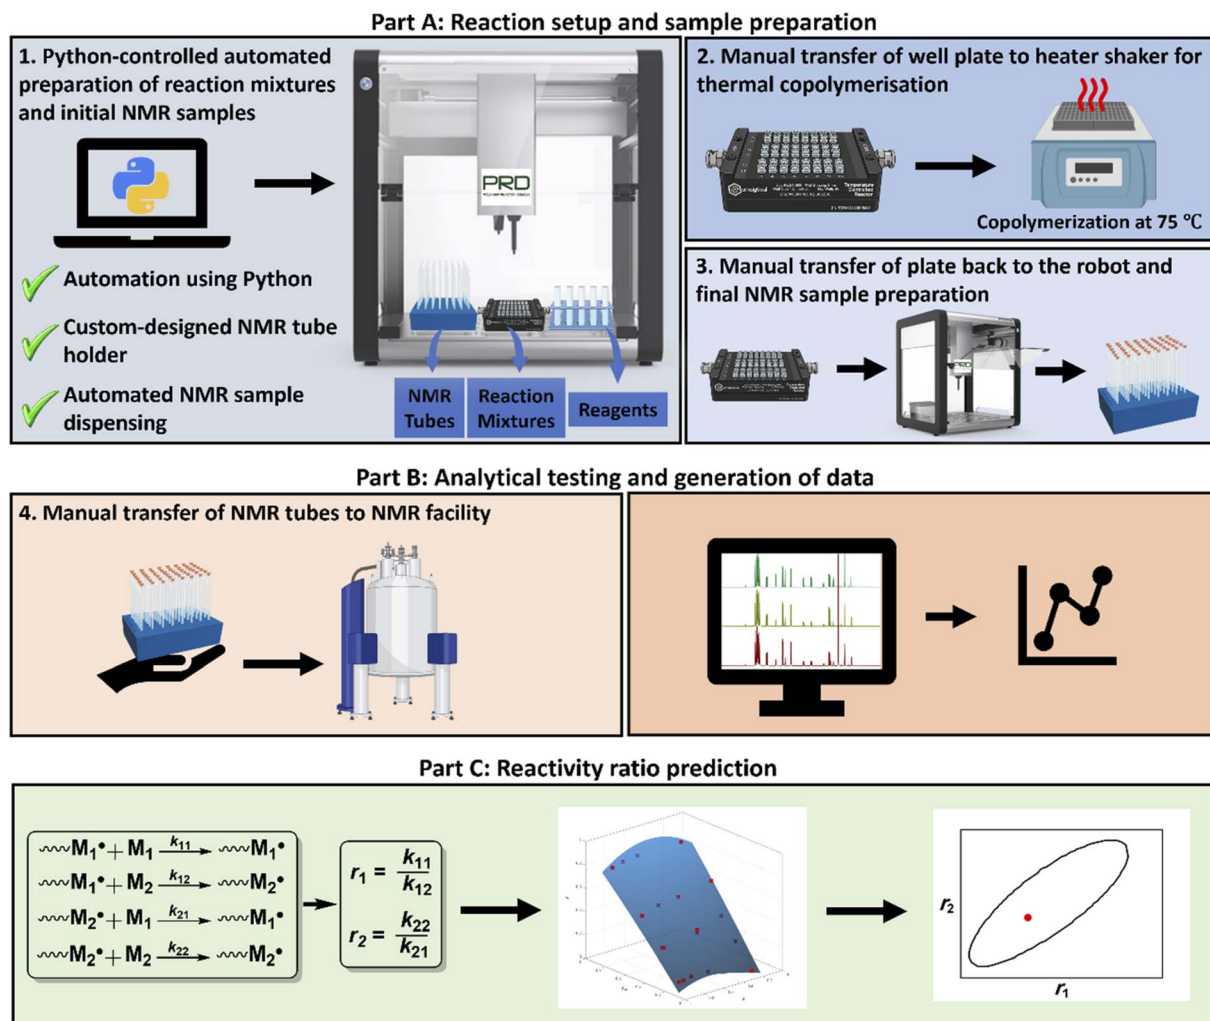 Part A: Reaction setup and sample preparation
1. Python-controlled automated
preparation of reaction mixtures
and initial NMR samples
Automation using Python
Custom-designed NMR tube
holder
Automated NMR sample
dispensing
PRD
NMR
Tubes
Reaction
Mixtures
Reagents
2. Manual transfer of well plate to heater shaker for
thermal copolymerisation
Temperature
Controlled
Reactor
Copolymerization at 75 °C
3. Manual transfer of plate back to the robot and
final NMR sample preparation
PRD
Part B: Analytical testing and generation of data
4. Manual transfer of NMR tubes to NMR facility
Part C: Reactivity ratio prediction
M₁• + M₁ k₁₁ M₁•
M₁• + M₂ k₁₂ M₂•
M₂• + M₁ k₂₁ M₁•
M₂• + M₂ k₂₂ M₂•
r₁ = k₁₁ / k₁₂
r₂ = k₂₂ / k₂₁
r₂
r₁